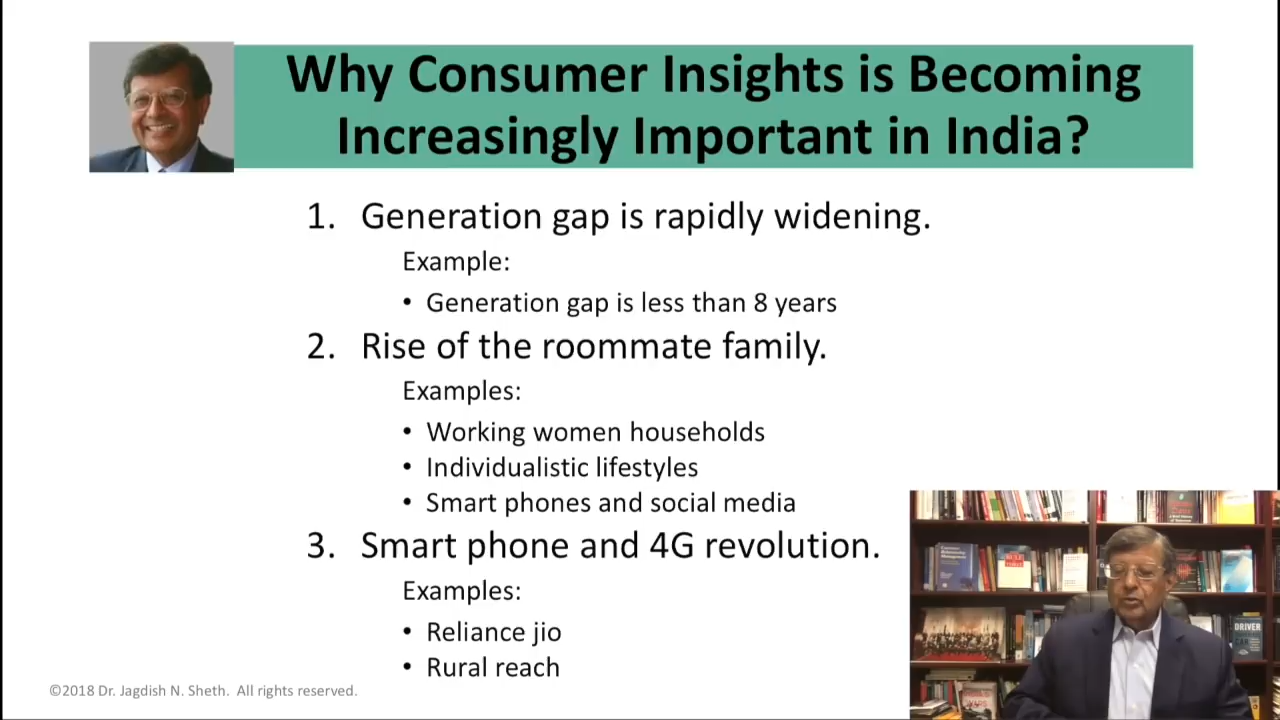 Why Consumer Insights is Becoming
Increasingly Important in India?
1. Generation gap is rapidly widening.
Example:
• Generation gap is less than 8 years
2. Rise of the roommate family.
Examples:
• Working women households
• Individualistic lifestyles
• Smart phones and social media
3. Smart phone and 4G revolution.
Examples:
• Reliance jio
• Rural reach
©2018 Dr. Jagdish N. Sheth. All rights reserved.
DRIVER